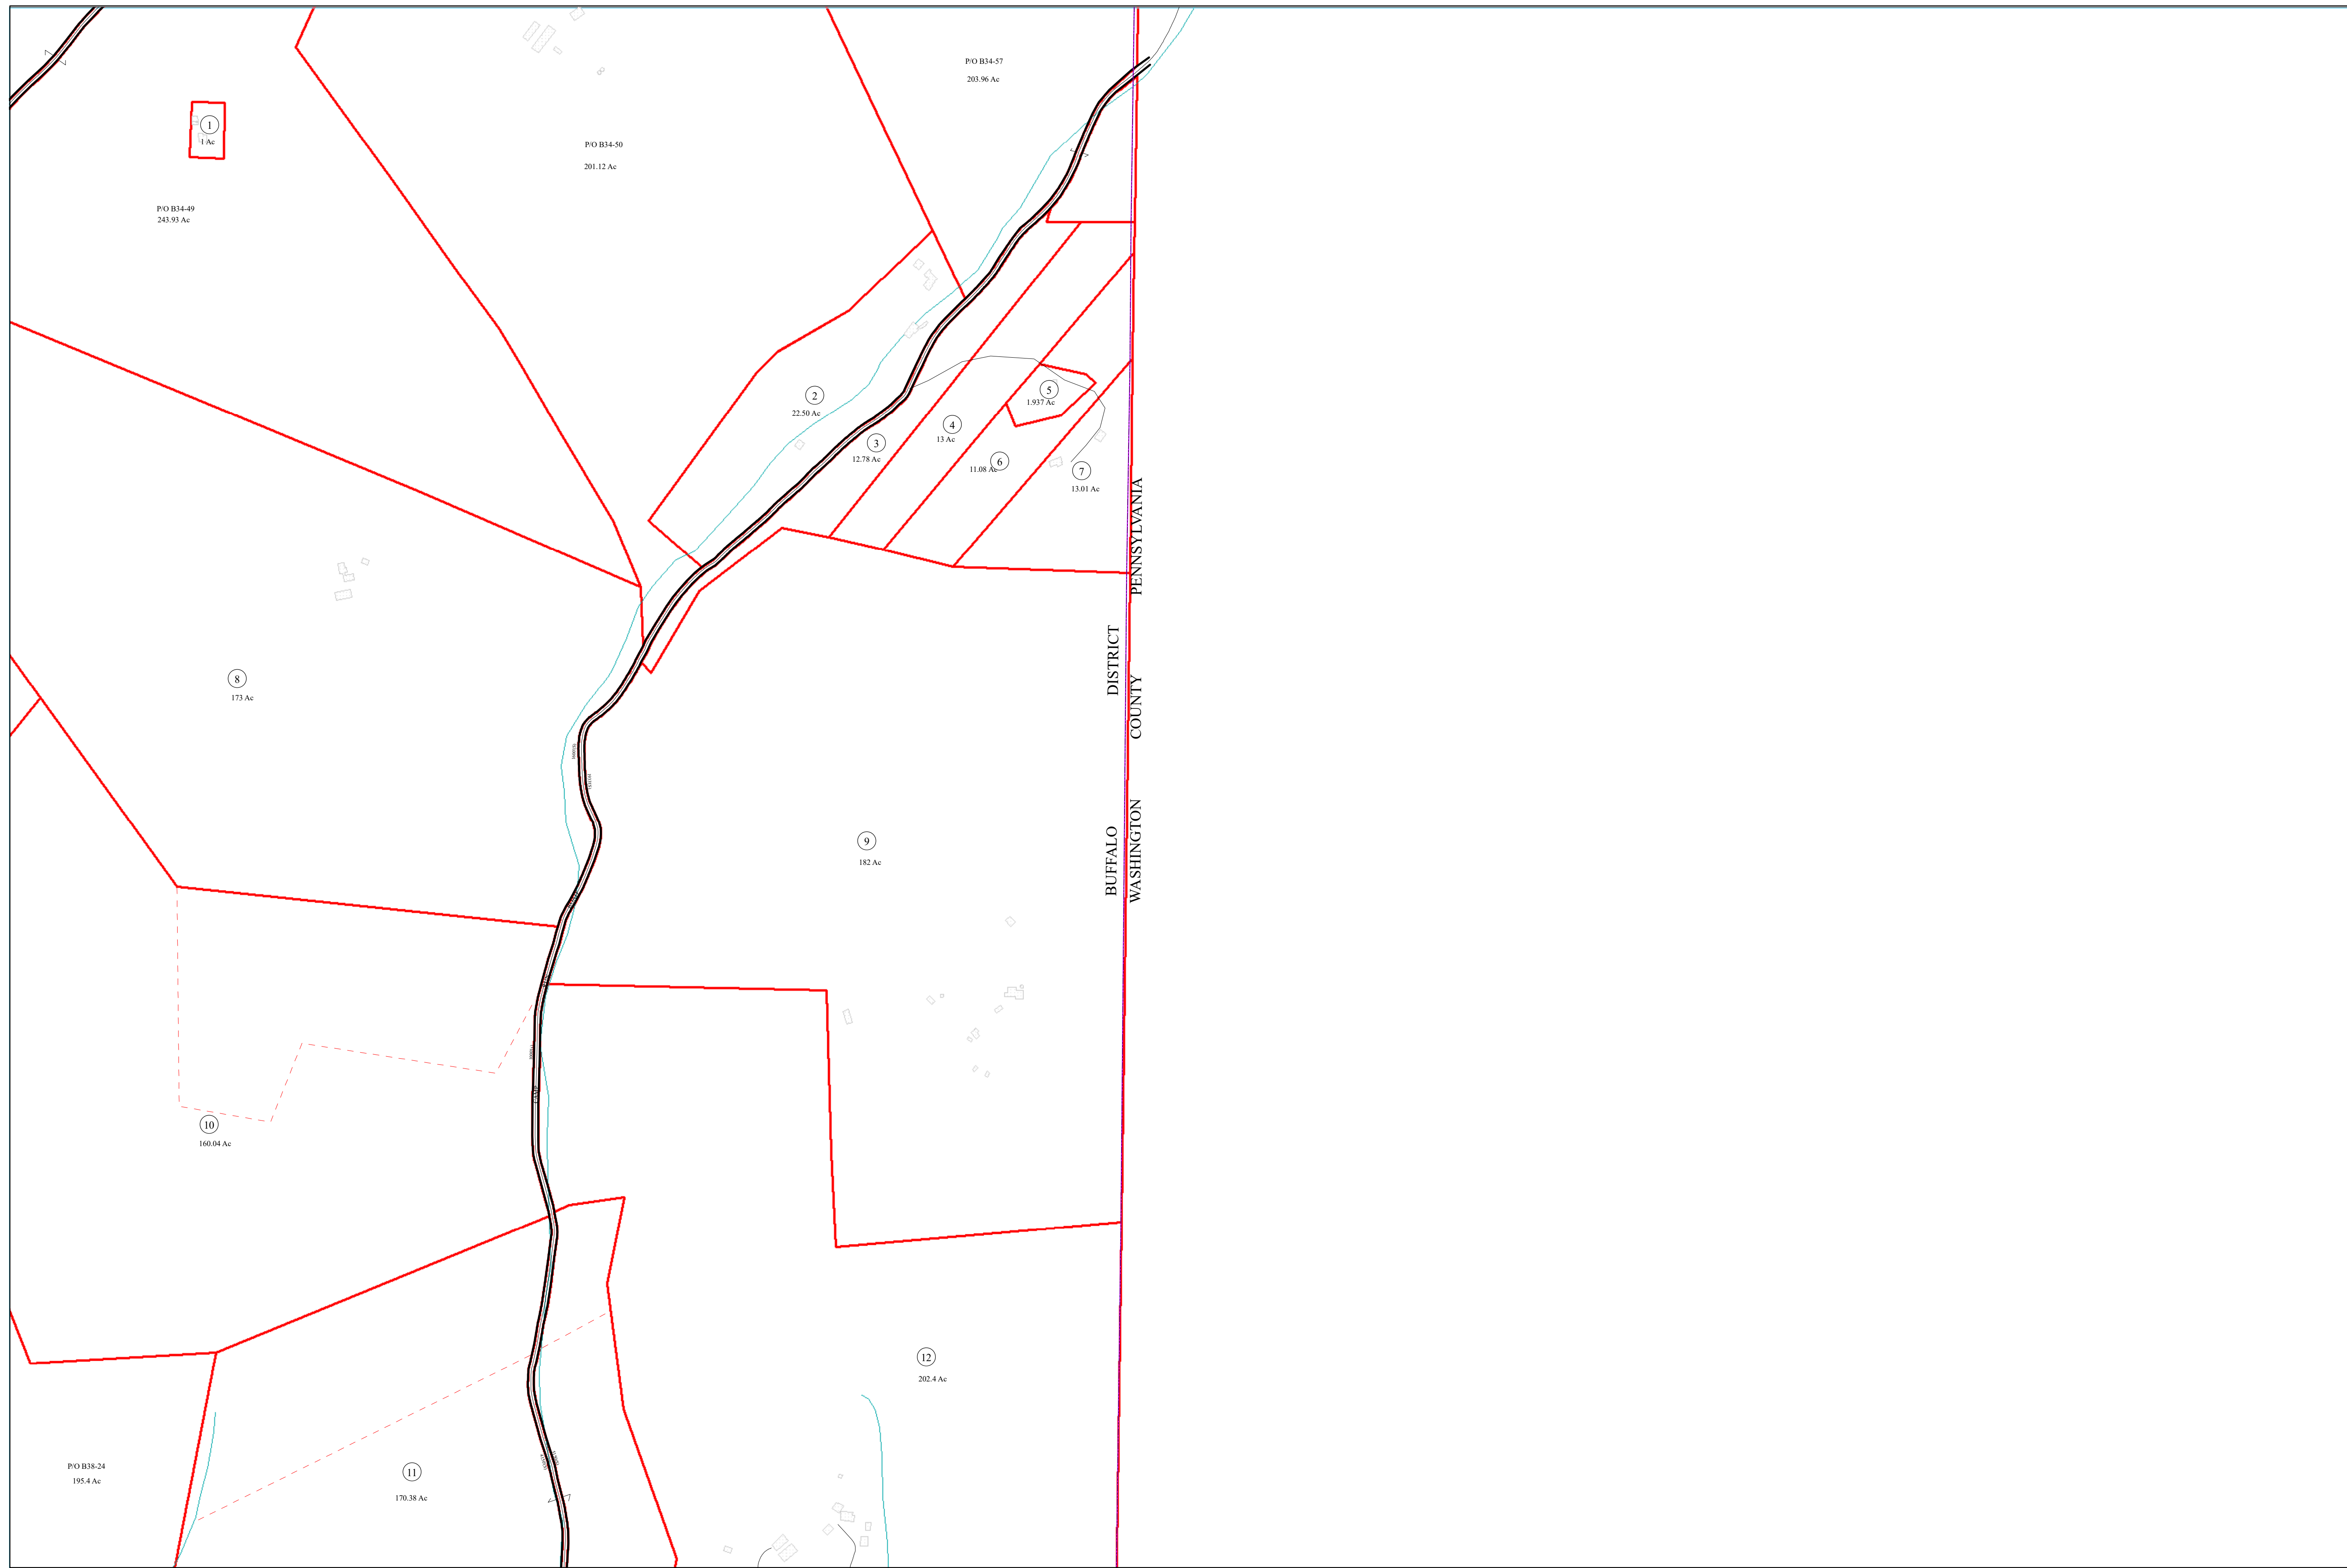 P/O B34-57
203.96 Ac
1
1 Ac
P/O B34-50
201.12 Ac
P/O B34-49
243.93 Ac
2
22.50 Ac
5
1.937 Ac
4
13 Ac
3
12.78 Ac
6
11.08 Ac
7
13.01 Ac
PENNSYLVANIA
DISTRICT
COUNTY
8
173 Ac
BUFFALO
WASHINGTON
9
182 Ac
CAMP
10
160.04 Ac
12
202.4 Ac
P/O B38-24
195.4 Ac
11
170.38 Ac